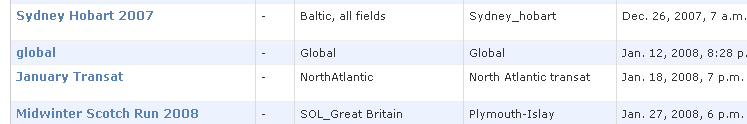 Sydney Hobart 2007 - Baltic, all fields Sydney_hobart Dec. 26, 2007, 7 a.m.
global - Global Global Jan. 12, 2008, 8:28 p.
January Transat - NorthAtlantic North Atlantic transat Jan. 18, 2008, 7 p.m.
Midwinter Scotch Run 2008 - SOL_Great Britain Plymouth-Islay Jan. 27, 2008, 6 p.m.